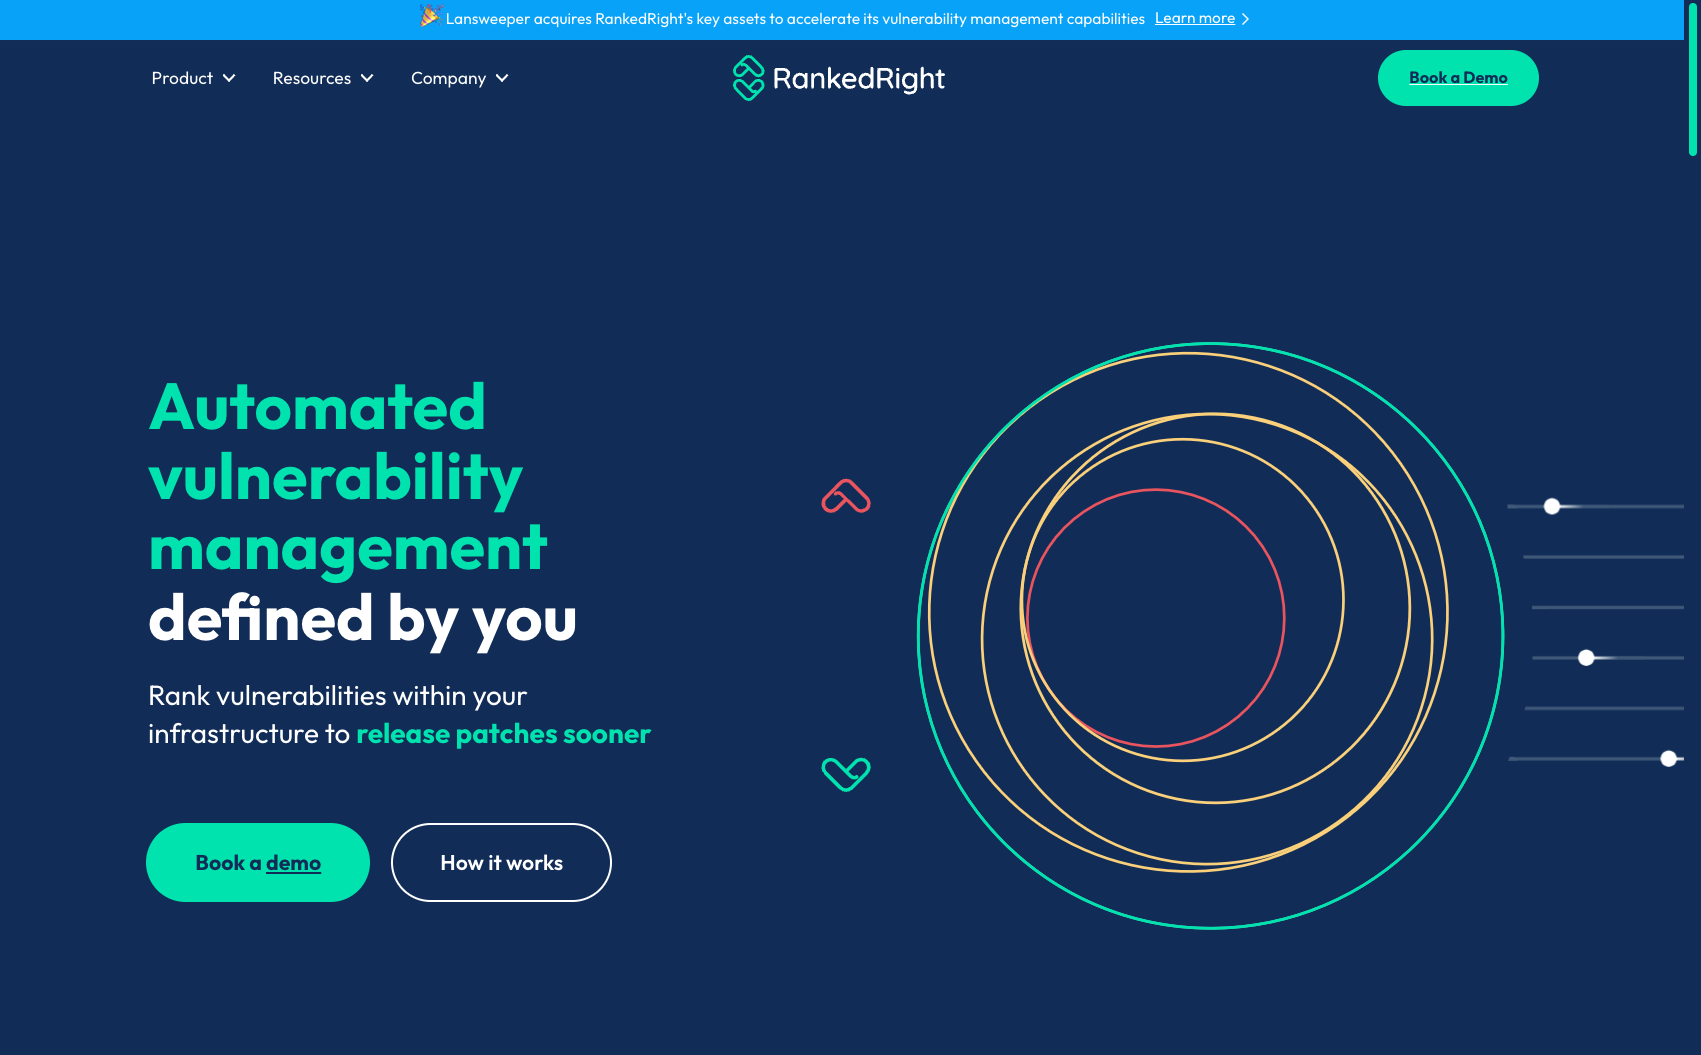 🎉 Lansweeper acquires RankedRight's key assets to accelerate its vulnerability management capabilities Learn more
Product Resources Company RankedRight Book a Demo
Automated
vulnerability
management
defined by you
Rank vulnerabilities within your
infrastructure to release patches sooner
Book a demo How it works